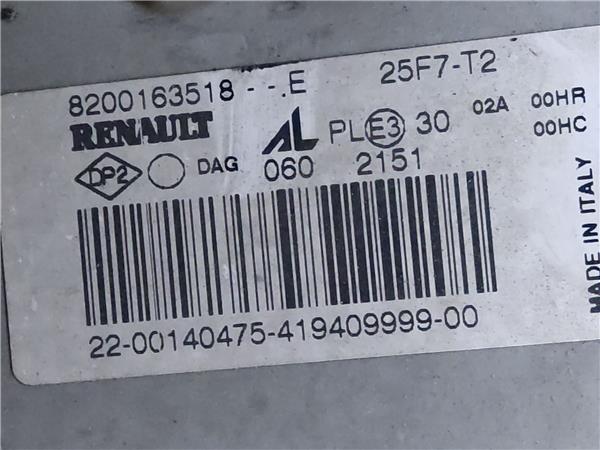 8200163518 - - . E 25F7-T2
RENAULT AL PL E3 30 02A 00HR
00HC
DP2 DAG 060 2151
22-00140475-419409999-00
MADE IN ITALY